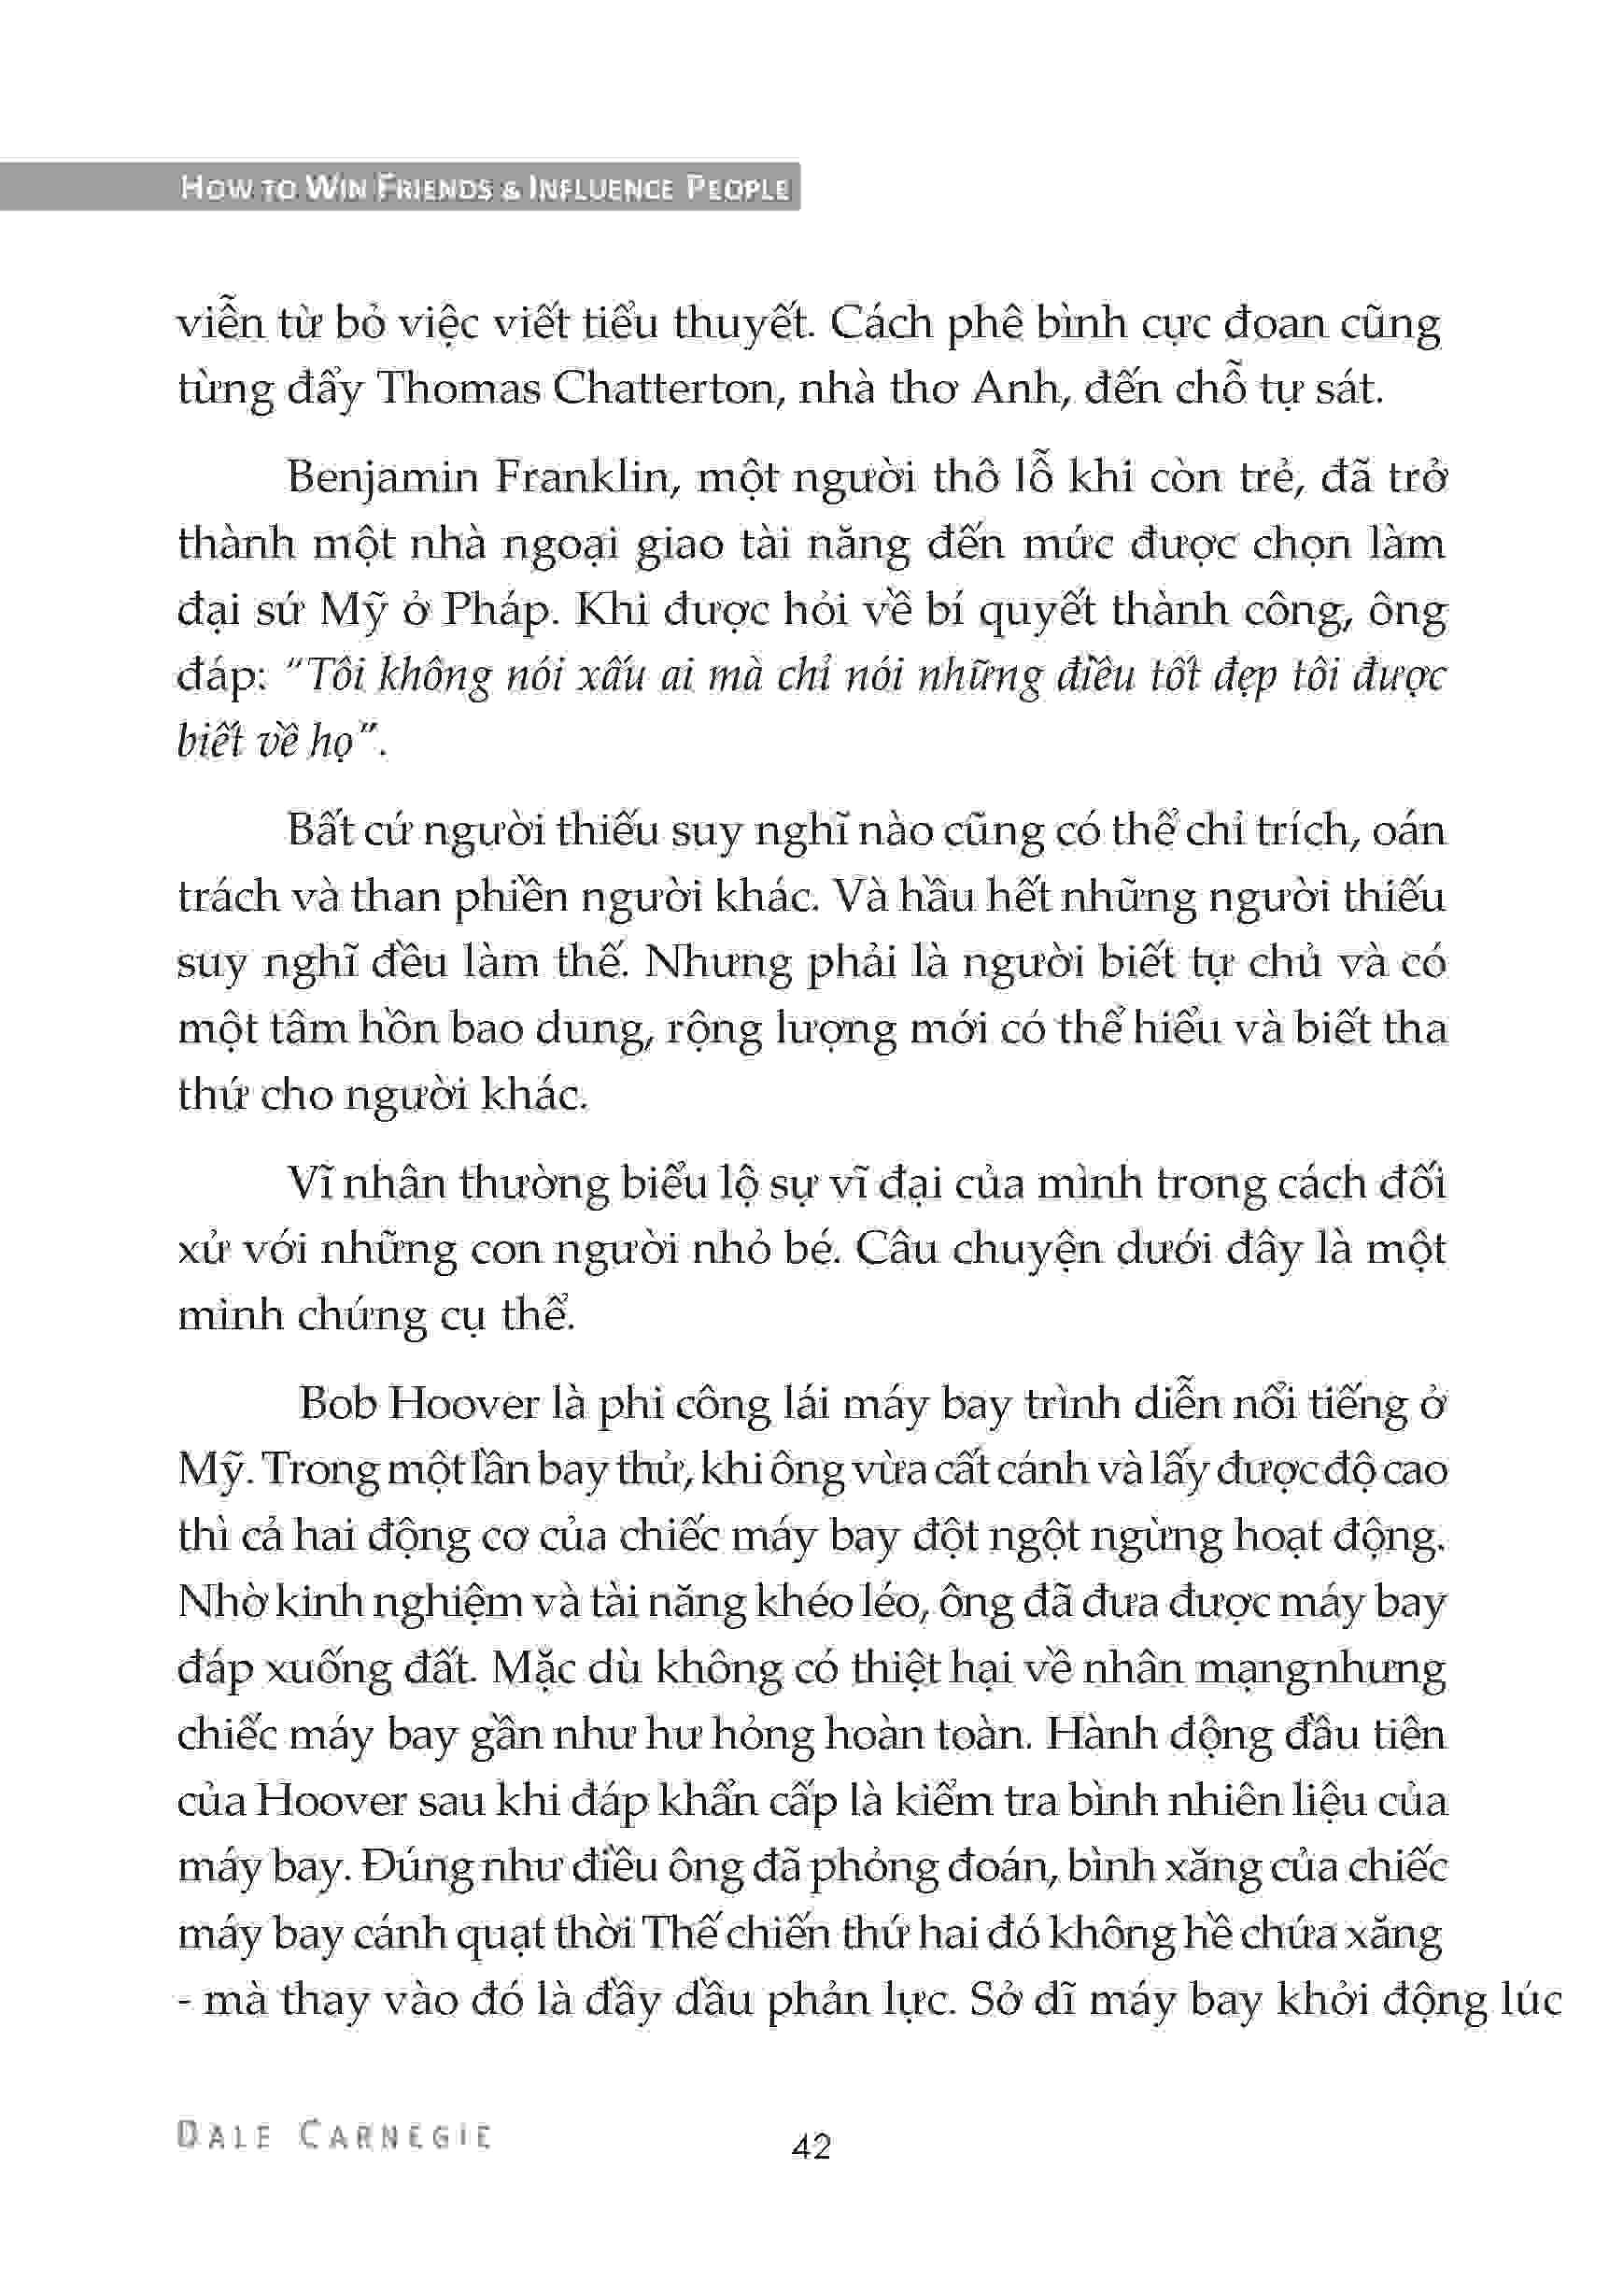 HOW TO WIN FRIENDS & INFLUENCE PEOPLE
viễn từ bỏ việc viết tiểu thuyết. Cách phê bình cực đoan cũng
từng đẩy Thomas Chatterton, nhà thơ Anh, đến chỗ tự sát.
Benjamin Franklin, một người thô lỗ khi còn trẻ, đã trở
thành một nhà ngoại giao tài năng đến mức được chọn làm
đại sứ Mỹ ở Pháp. Khi được hỏi về bí quyết thành công, ông
đáp: “Tôi không nói xấu ai mà chỉ nói những điều tốt đẹp tôi được
biết về họ”.
Bất cứ người thiếu suy nghĩ nào cũng có thể chỉ trích, oán
trách và than phiền người khác. Và hầu hết những người thiếu
suy nghĩ đều làm thế. Nhưng phải là người biết tự chủ và có
một tâm hồn bao dung, rộng lượng mới có thể hiểu và biết tha
thứ cho người khác.
Vĩ nhân thường biểu lộ sự vĩ đại của mình trong cách đối
xử với những con người nhỏ bé. Câu chuyện dưới đây là một
minh chứng cụ thể.
Bob Hoover là phi công lái máy bay trình diễn nổi tiếng ở
Mỹ. Trong một lần bay thử, khi ông vừa cất cánh và lấy được độ cao
thì cả hai động cơ của chiếc máy bay đột ngột ngừng hoạt động.
Nhờ kinh nghiệm và tài năng khéo léo, ông đã đưa được máy bay
đáp xuống đất. Mặc dù không có thiệt hại về nhân mạngnhưng
chiếc máy bay gần như hư hỏng hoàn toàn. Hành động đầu tiên
của Hoover sau khi đáp khẩn cấp là kiểm tra bình nhiên liệu của
máy bay. Đúng như điều ông đã phỏng đoán, bình xăng của chiếc
máy bay cánh quạt thời Thế chiến thứ hai đó không hề chứa xăng
- mà thay vào đó là đầy dầu phản lực. Sở dĩ máy bay khởi động lúc
DALE CARNEGIE
42